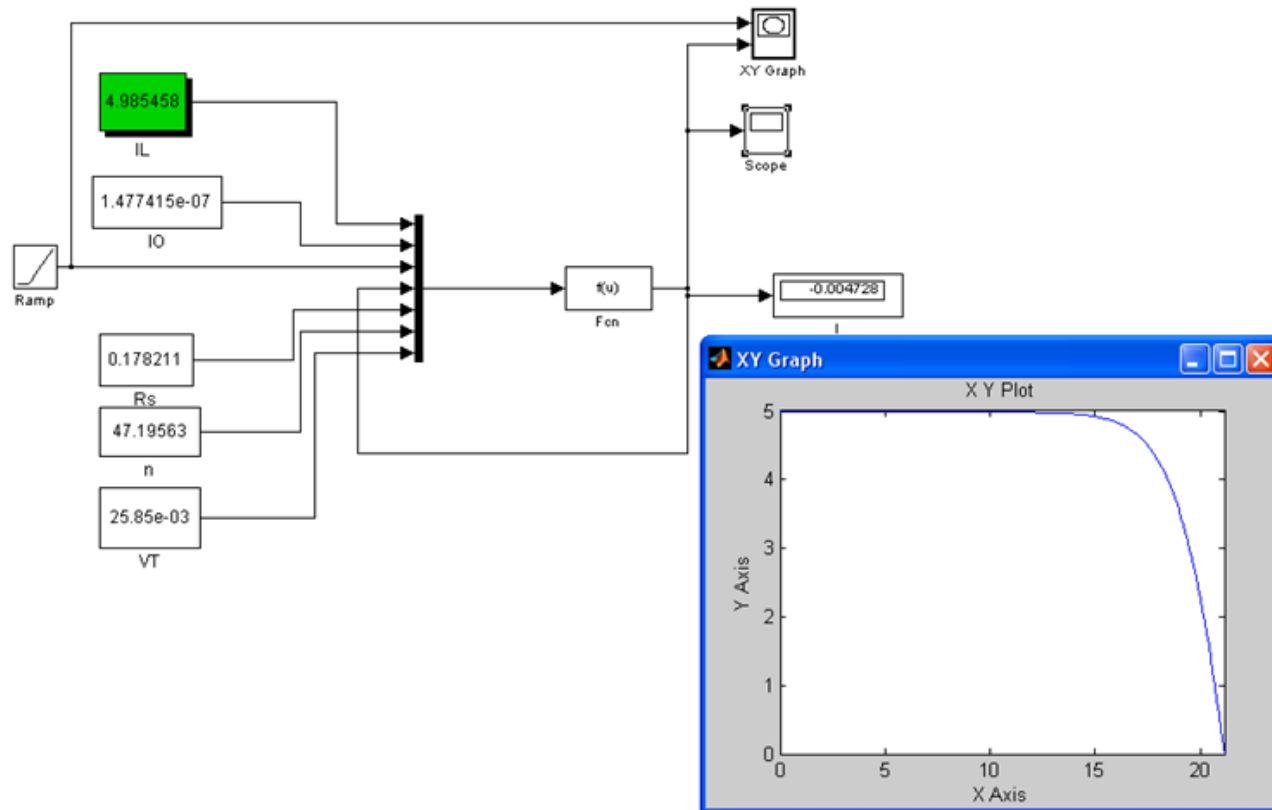 XY Graph
4.985458
IL
Scope
1.477415e-07
IO
Ramp
f(u)
Fcn
-0.004728
I
0.178211
Rs
47.19563
n
25.85e-03
VT
XY Graph
X Y Plot
5
4
3
2
1
0
Y Axis
0
5
10
15
20
X Axis